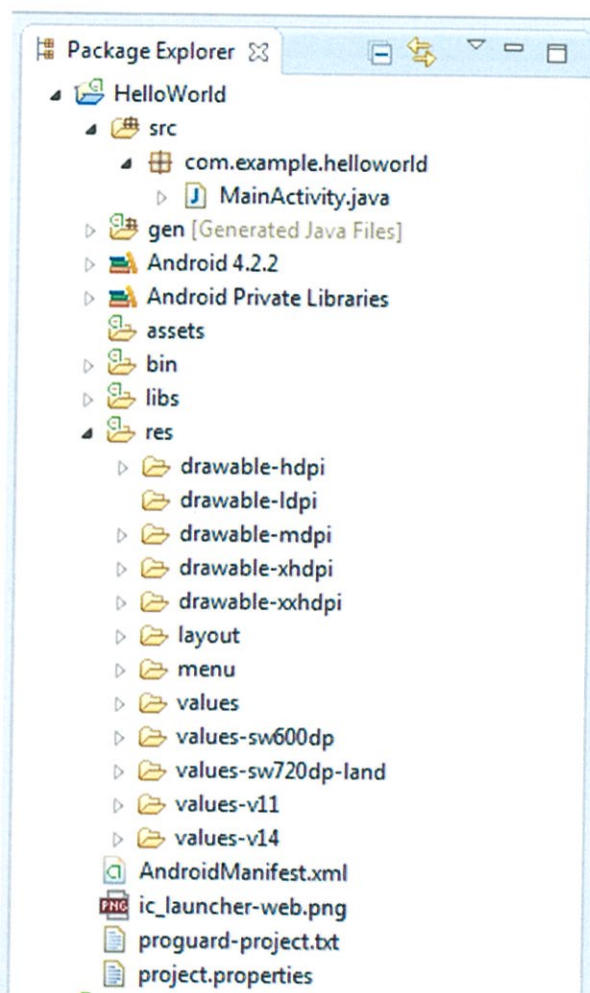 Package Explorer
HelloWorld
src
com.example.helloworld
MainActivity.java
gen [Generated Java Files]
Android 4.2.2
Android Private Libraries
assets
bin
libs
res
drawable-hdpi
drawable-ldpi
drawable-mdpi
drawable-xhdpi
drawable-xxhdpi
layout
menu
values
values-sw600dp
values-sw720dp-land
values-v11
values-v14
AndroidManifest.xml
PNG ic_launcher-web.png
proguard-project.txt
project.properties